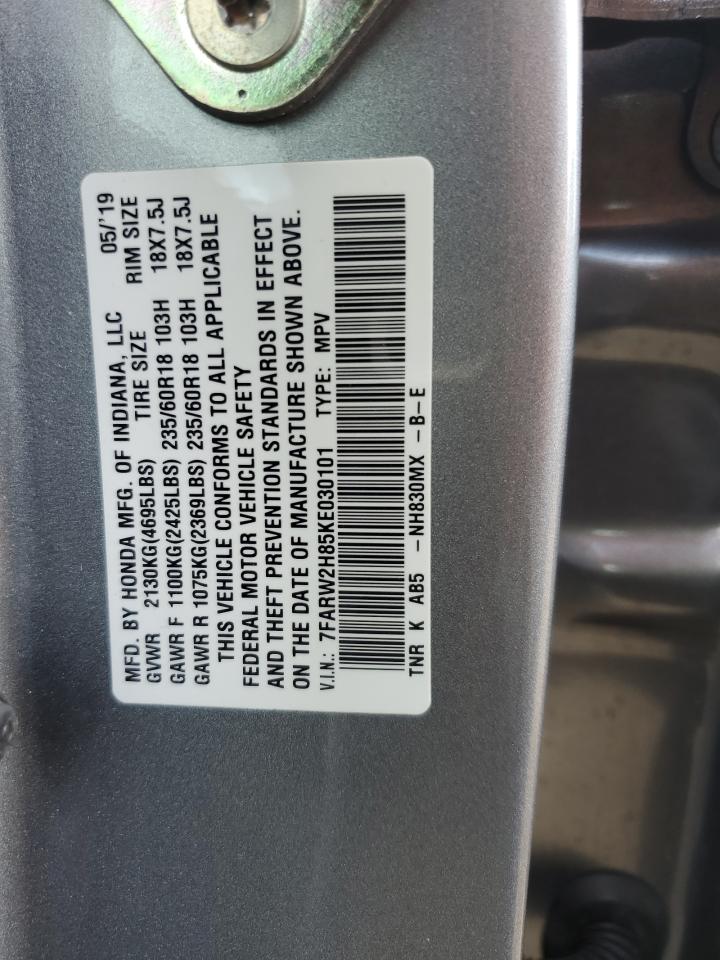 MFD. BY HONDA MFG. OF INDIANA, LLC 05/'19
GVWR 2130KG(4695LBS) TIRE SIZE RIM SIZE
GAWR F 1100KG(2425LBS) 235/60R18 103H 18X7.5J
GAWR R 1075KG(2369LBS) 235/60R18 103H 18X7.5J
THIS VEHICLE CONFORMS TO ALL APPLICABLE
FEDERAL MOTOR VEHICLE SAFETY
AND THEFT PREVENTION STANDARDS IN EFFECT
ON THE DATE OF MANUFACTURE SHOWN ABOVE.
V.I.N.: 7FARW2H85KE030101 TYPE: MPV
TNR K AB5 -NH830MX -B-E